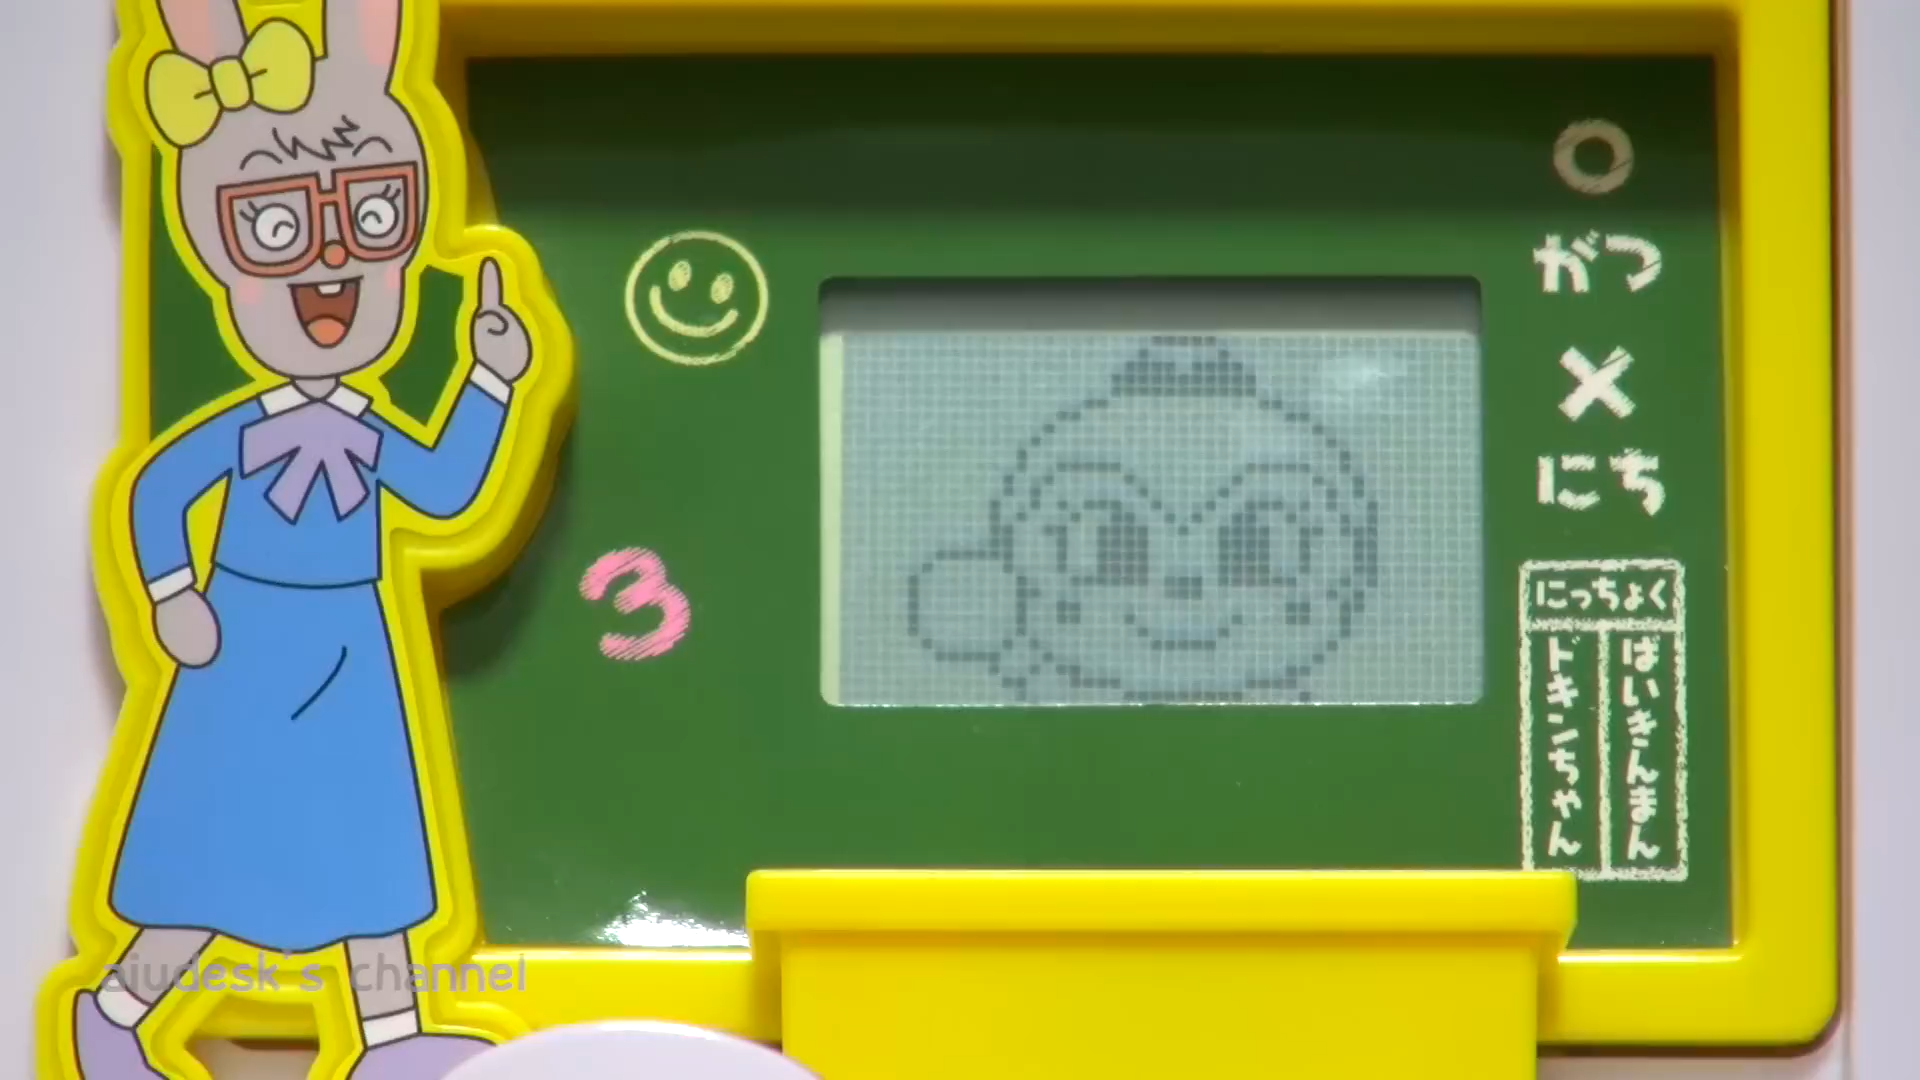 ○
がつ
×
にち
にっちょく
ばいきんまん
ドキンちゃん
3
aiudesk's channel